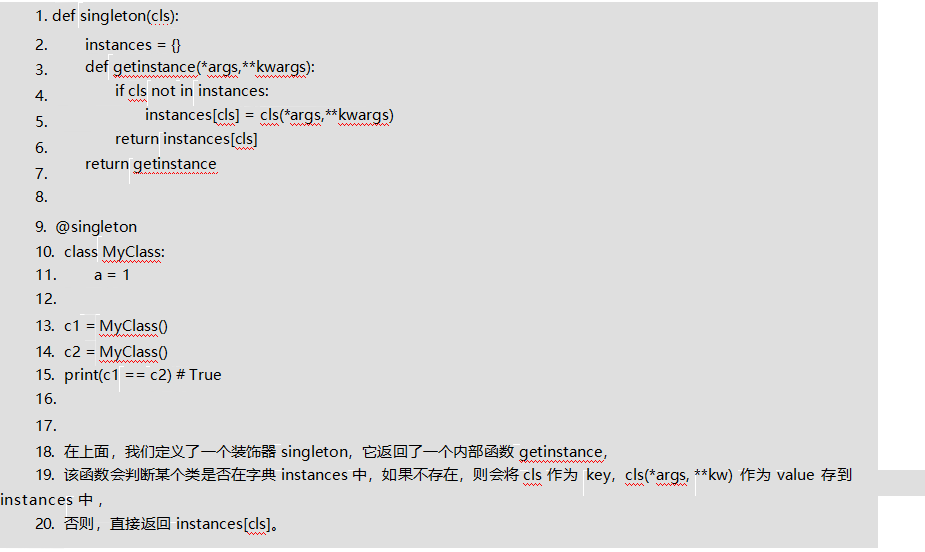 1. def singleton(cls):
2. instances = {}
3. def getinstance(*args,**kwargs):
4. if cls not in instances:
5. instances[cls] = cls(*args,**kwargs)
6. return instances[cls]
7. return getinstance
8.
9. @singleton
10. class MyClass:
11. a = 1
12.
13. c1 = MyClass()
14. c2 = MyClass()
15. print(c1 == c2) # True
16.
17.
18. 在上面，我们定义了一个装饰器 singleton，它返回了一个内部函数 getinstance，
19. 该函数会判断某个类是否在字典 instances 中，如果不存在，则会将 cls 作为 key，cls(*args, **kw) 作为 value 存到
instances 中，
20. 否则，直接返回 instances[cls]。